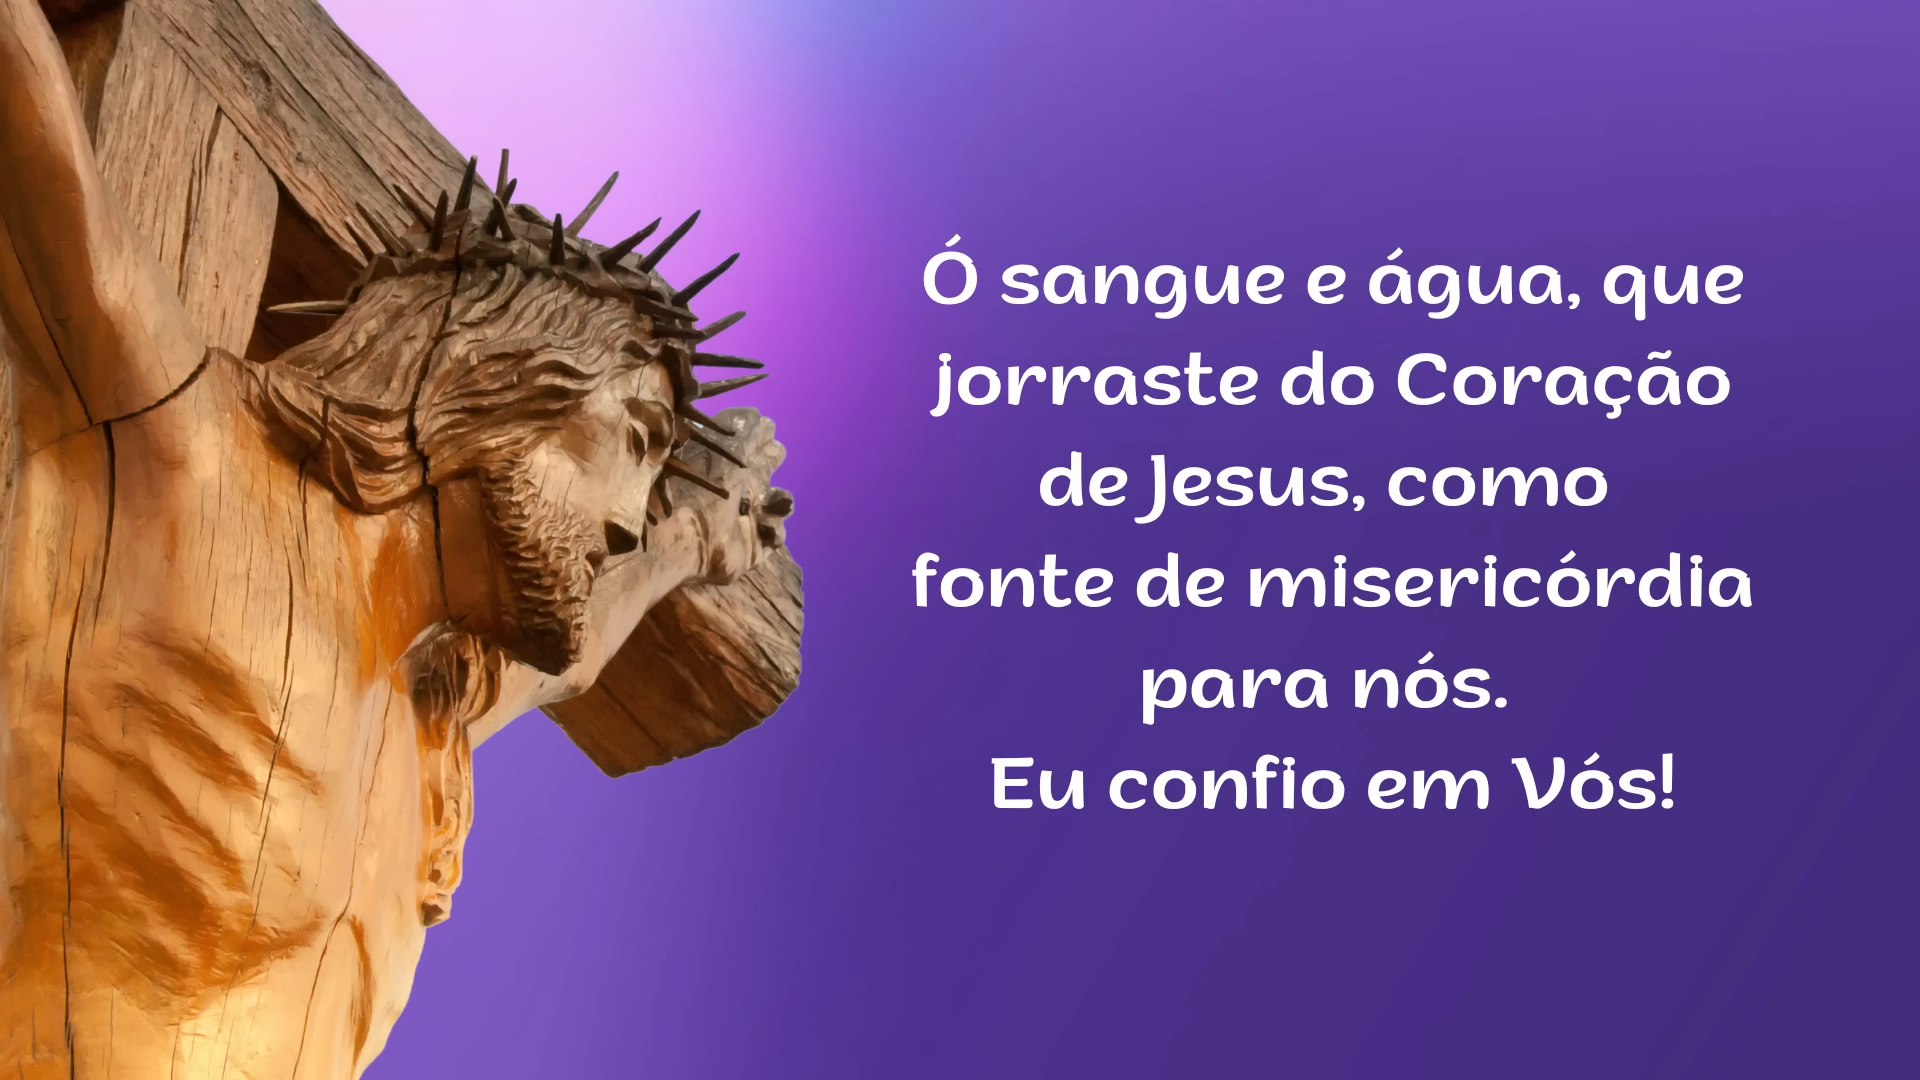 Ó sangue e água, que
jorraste do Coração
de Jesus, como
fonte de misericórdia
para nós.
Eu confio em Vós!